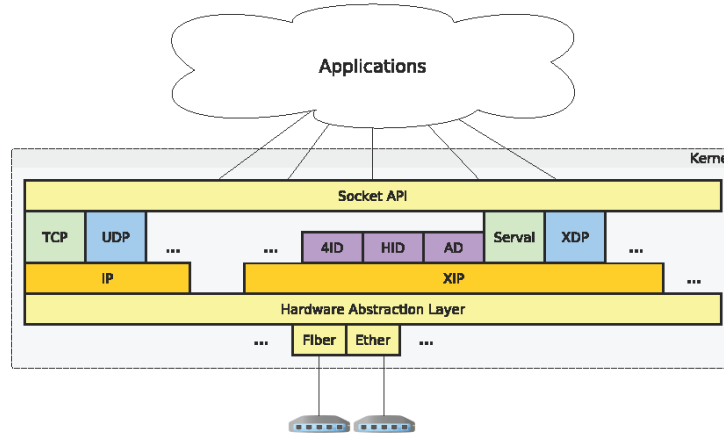 Applications
Kerne
Socket API
TCP UDP ... ... 4ID HID AD Serval XDP ...
IP XIP ...
Hardware Abstraction Layer
... Fiber Ether ...